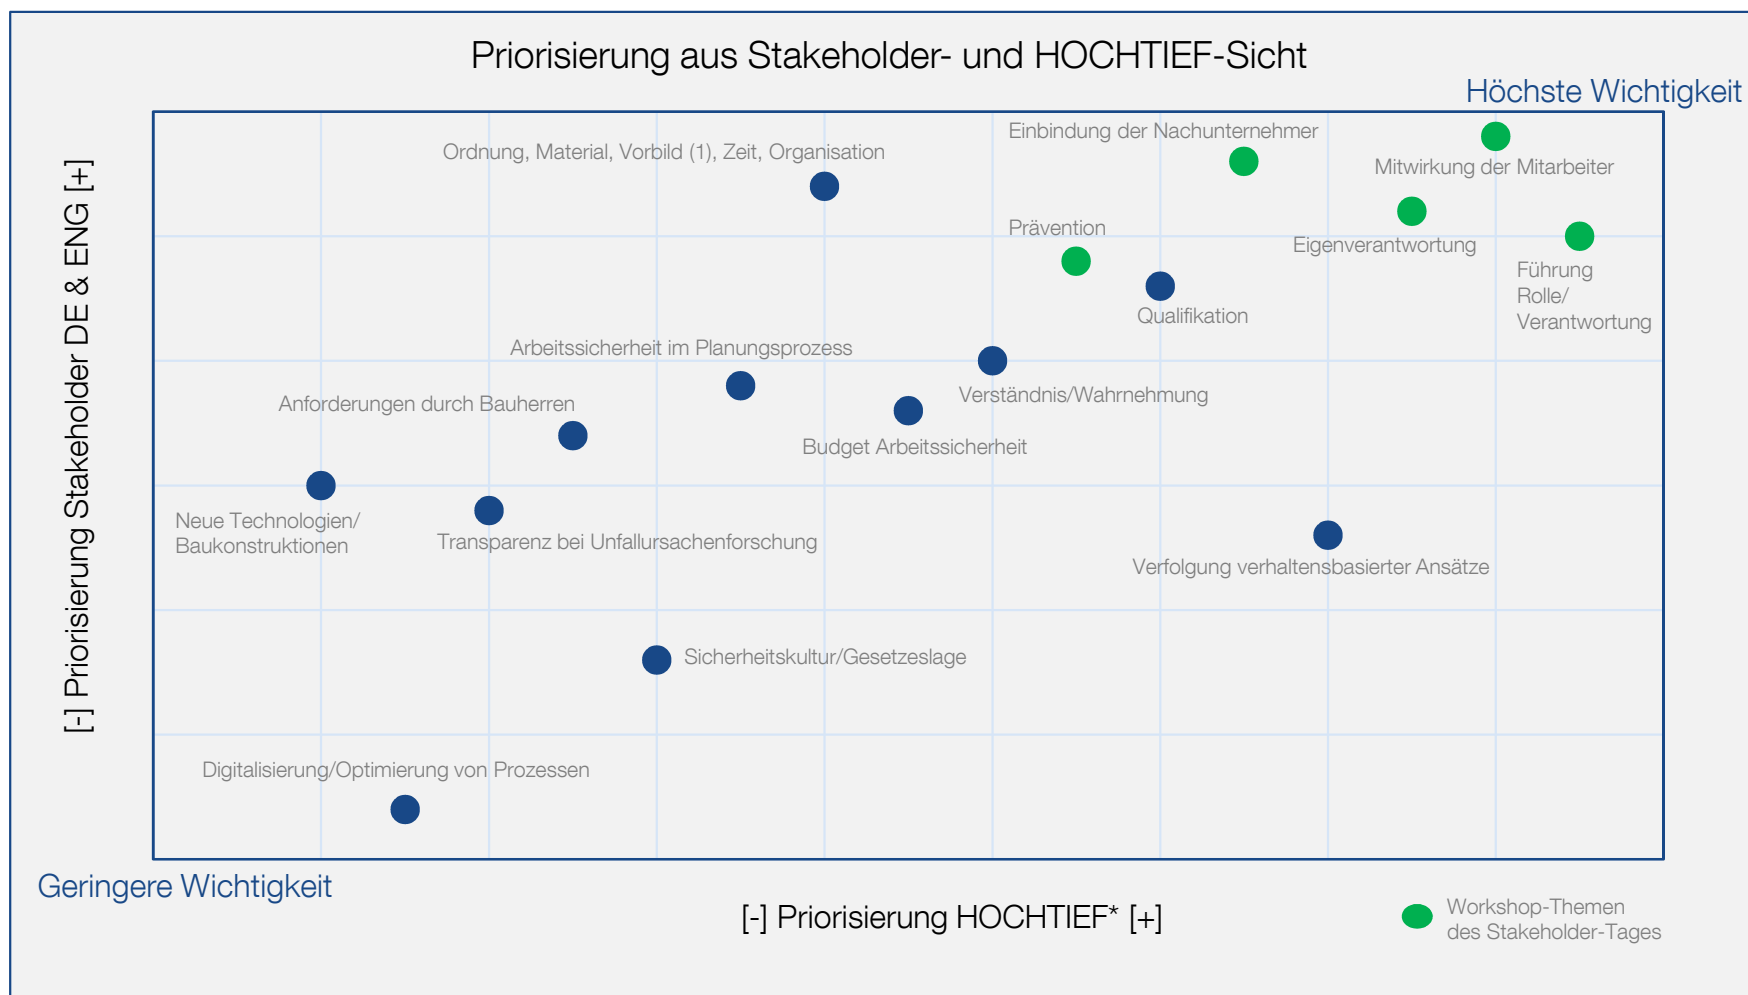 Priorisierung aus Stakeholder- und HOCHTIEF-Sicht
Höchste Wichtigkeit
[-] Priorisierung Stakeholder DE & ENG [+]
Einbindung der Nachunternehmer
Ordnung, Material, Vorbild (1), Zeit, Organisation
Mitwirkung der Mitarbeiter
Prävention
Eigenverantwortung
Führung
Rolle/
Verantwortung
Qualifikation
Arbeitssicherheit im Planungsprozess
Verständnis/Wahrnehmung
Anforderungen durch Bauherren
Budget Arbeitssicherheit
Neue Technologien/
Baukonstruktionen
Transparenz bei Unfallursachenforschung
Verfolgung verhaltensbasierter Ansätze
Sicherheitskultur/Gesetzeslage
Digitalisierung/Optimierung von Prozessen
Geringere Wichtigkeit
[-] Priorisierung HOCHTIEF* [+]
Workshop-Themen
des Stakeholder-Tages